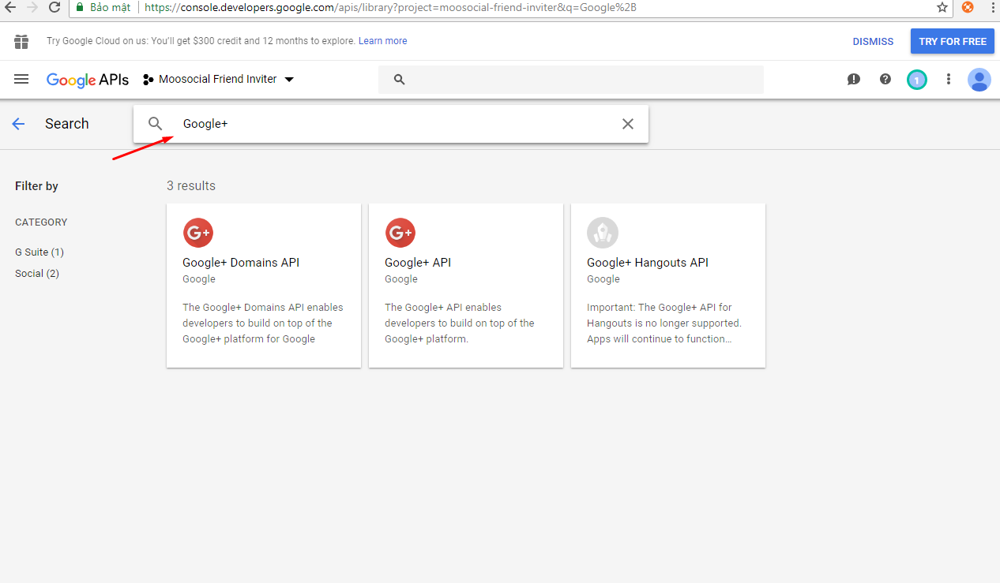 Bảo mật https://console.developers.google.com/apis/library?project=moosocial-friend-inviter&q=Google%2B
Try Google Cloud on us: You'll get $300 credit and 12 months to explore. Learn more DISMISS TRY FOR FREE
Google APIs Moosocial Friend Inviter 1
Search Google+
Filter by
3 results
CATEGORY
G Suite (1)
Social (2)
G+
Google+ Domains API
Google
The Google+ Domains API enables
developers to build on top of the
Google+ platform for Google
G+
Google+ API
Google
The Google+ API enables
developers to build on top of the
Google+ platform.
Google+ Hangouts API
Google
Important: The Google+ API for
Hangouts is no longer supported.
Apps will continue to function...